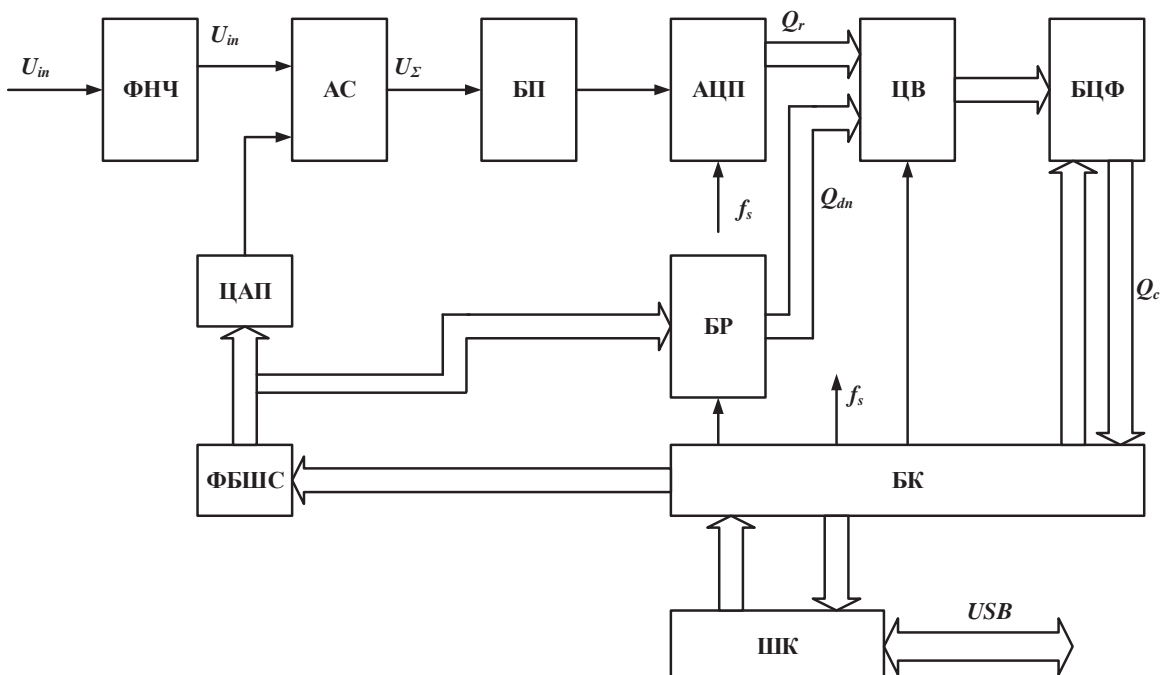 U_in
ФНЧ
U_in
АС
U_Σ
БП
АЦП
Q_r
ЦВ
БЦФ
f_s
Q_dn
Q_c
ЦАП
БР
f_s
ФБШС
БК
ШК
USB